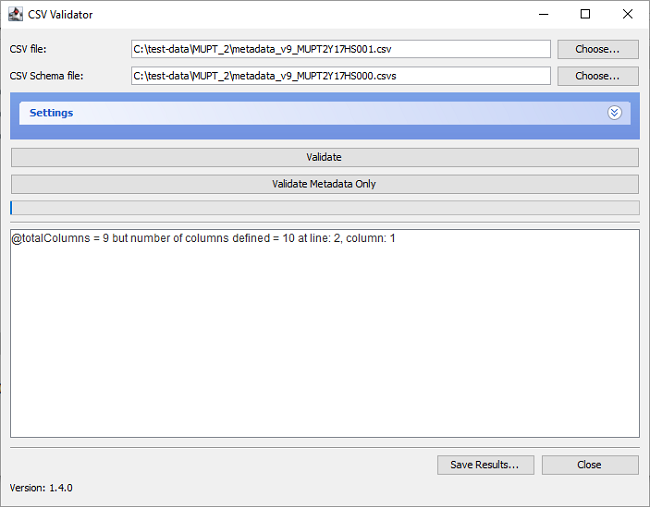 CSV Validator
CSV file: C:\test-data\MUPT_2\metadata_v9_MUPT2Y17HS001.csv Choose...
CSV Schema file: C:\test-data\MUPT_2\metadata_v9_MUPT2Y17HS000.csvs Choose...
Settings
Validate
Validate Metadata Only
@totalColumns = 9 but number of columns defined = 10 at line: 2, column: 1
Save Results... Close
Version: 1.4.0